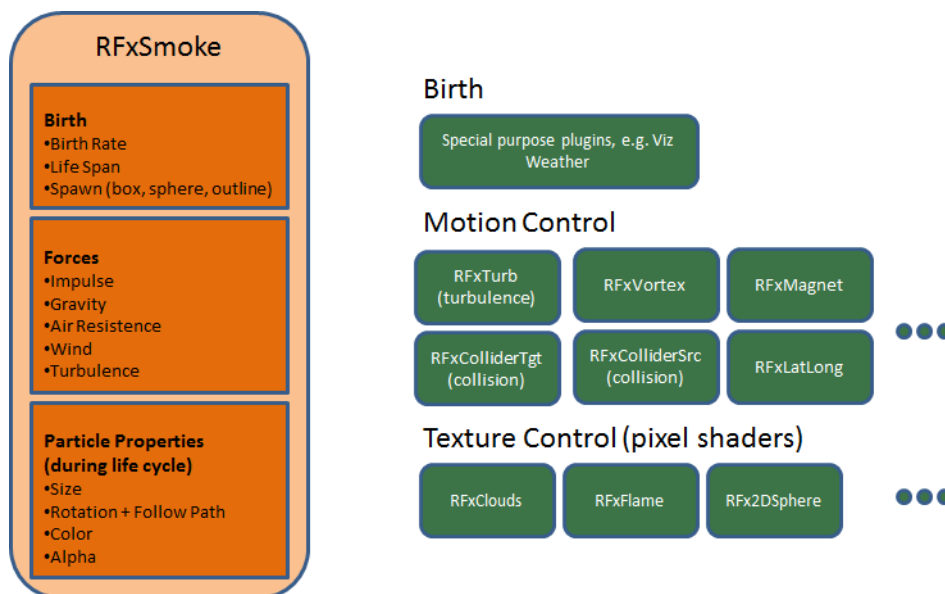 RFxSmoke
Birth
•Birth Rate
•Life Span
•Spawn (box, sphere, outline)
Forces
•Impulse
•Gravity
•Air Resistence
•Wind
•Turbulence
Particle Properties
(during life cycle)
•Size
•Rotation + Follow Path
•Color
•Alpha
Birth
Special purpose plugins, e.g. Viz
Weather
Motion Control
RFxTurb
(turbulence)
RFxVortex
RFxMagnet
RFxColliderTgt
(collision)
RFxColliderSrc
(collision)
RFxLatLong
Texture Control (pixel shaders)
RFxClouds
RFxFlame
RFx2DSphere